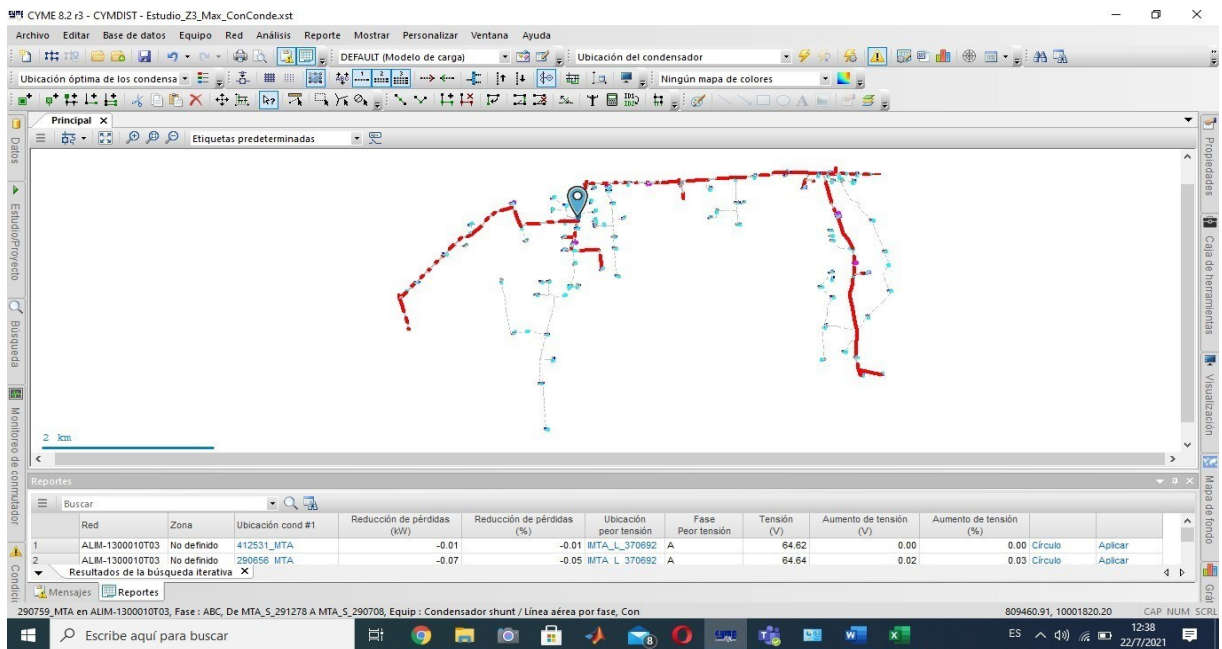 CYME 8.2 r3 - CYMDIST - Estudio_Z3_Max_ConConde.xst
Archivo Editar Base de datos Equipo Red Análisis Reporte Mostrar Personalizar Ventana Ayuda
DEFAULT (Modelo de carga) Ubicación del condensador
Ubicación óptima de los condensa Ningún mapa de colores
Principal X
Etiquetas predeterminadas
Datos
Estudio/Proyecto
Búsqueda
Monitoreo de conmutador
Condici
Propiedades
Caja de herramientas
Visualización
Mapa de fondo
Grá
2 km
Reportes
Buscar
Red Zona Ubicación cond #1 Reducción de pérdidas (kW) Reducción de pérdidas (%) Ubicación peor tensión Fase Peor tensión Tensión (V) Aumento de tensión (V) Aumento de tensión (%)
1 ALIM-1300010T03 No definido 412531_MTA -0.01 -0.01 IMTA_L_370692 A 64.62 0.00 0.00 Círculo Aplicar
2 ALIM-1300010T03 No definido 290656_MTA -0.07 -0.05 IMTA_L_370692 A 64.64 0.02 0.03 Círculo Aplicar
Resultados de la búsqueda iterativa X
Mensajes Reportes
290759_MTA en ALIM-1300010T03, Fase : ABC, De MTA_S_291278 A MTA_S_290708, Equip : Condensador shunt / Línea aérea por fase, Con 809460.91, 10001820.20 CAP NUM SCRL
Escribe aquí para buscar
ES
12:38
22/7/2021